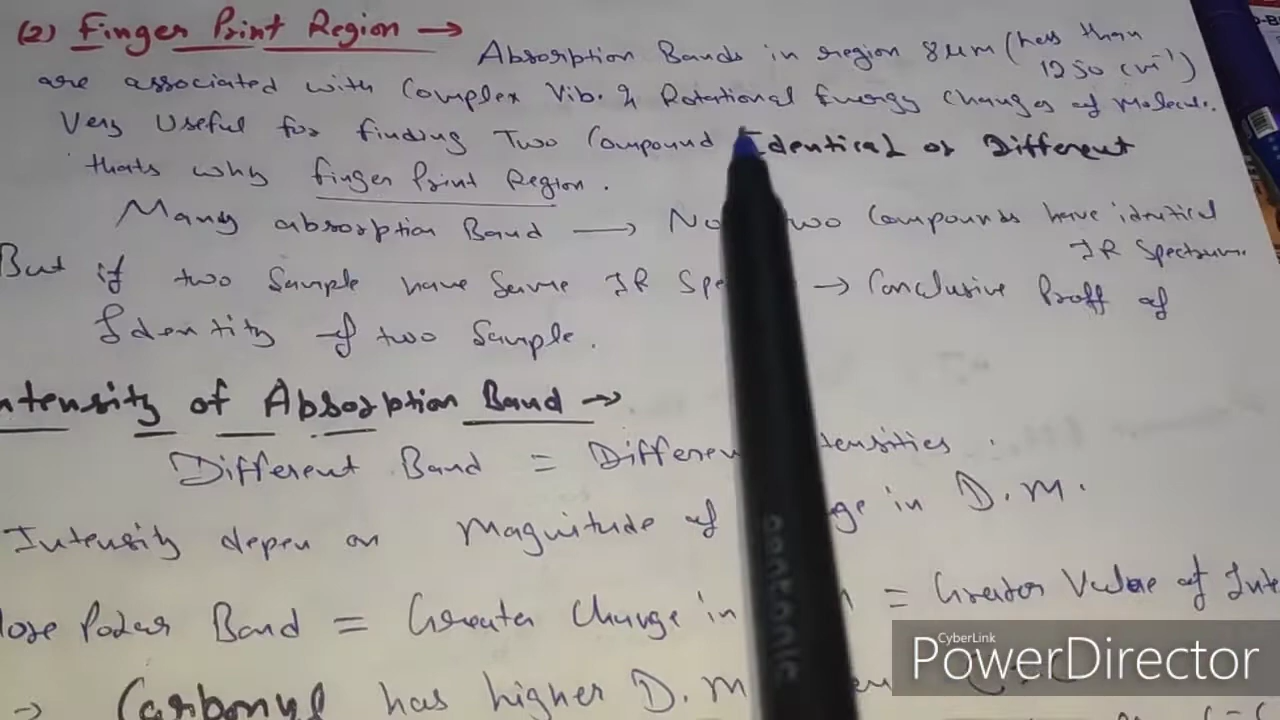 (2) Finger Print Region →
Absorption Bands in region 8 μm (Less than 1250 cm⁻¹)
are associated with Complex Vib. & Rotational Energy Changes of Molecule.
Very Useful for finding Two Compound Identical or Different
thats why finger Print Region.
Many absorption Band → No two Compounds have identical
IR Spectrum.
But if two Sample have Same IR → Conclusive Proff of
Identity of two Sample.
of Absorption Band →
Different Band =
Intensity depen on Magnitude of in D.M.
Polar Band = Greater Change in = Greater Value of
→ Carbonyl has higher D.M
CyberLink
PowerDirector
pentonic